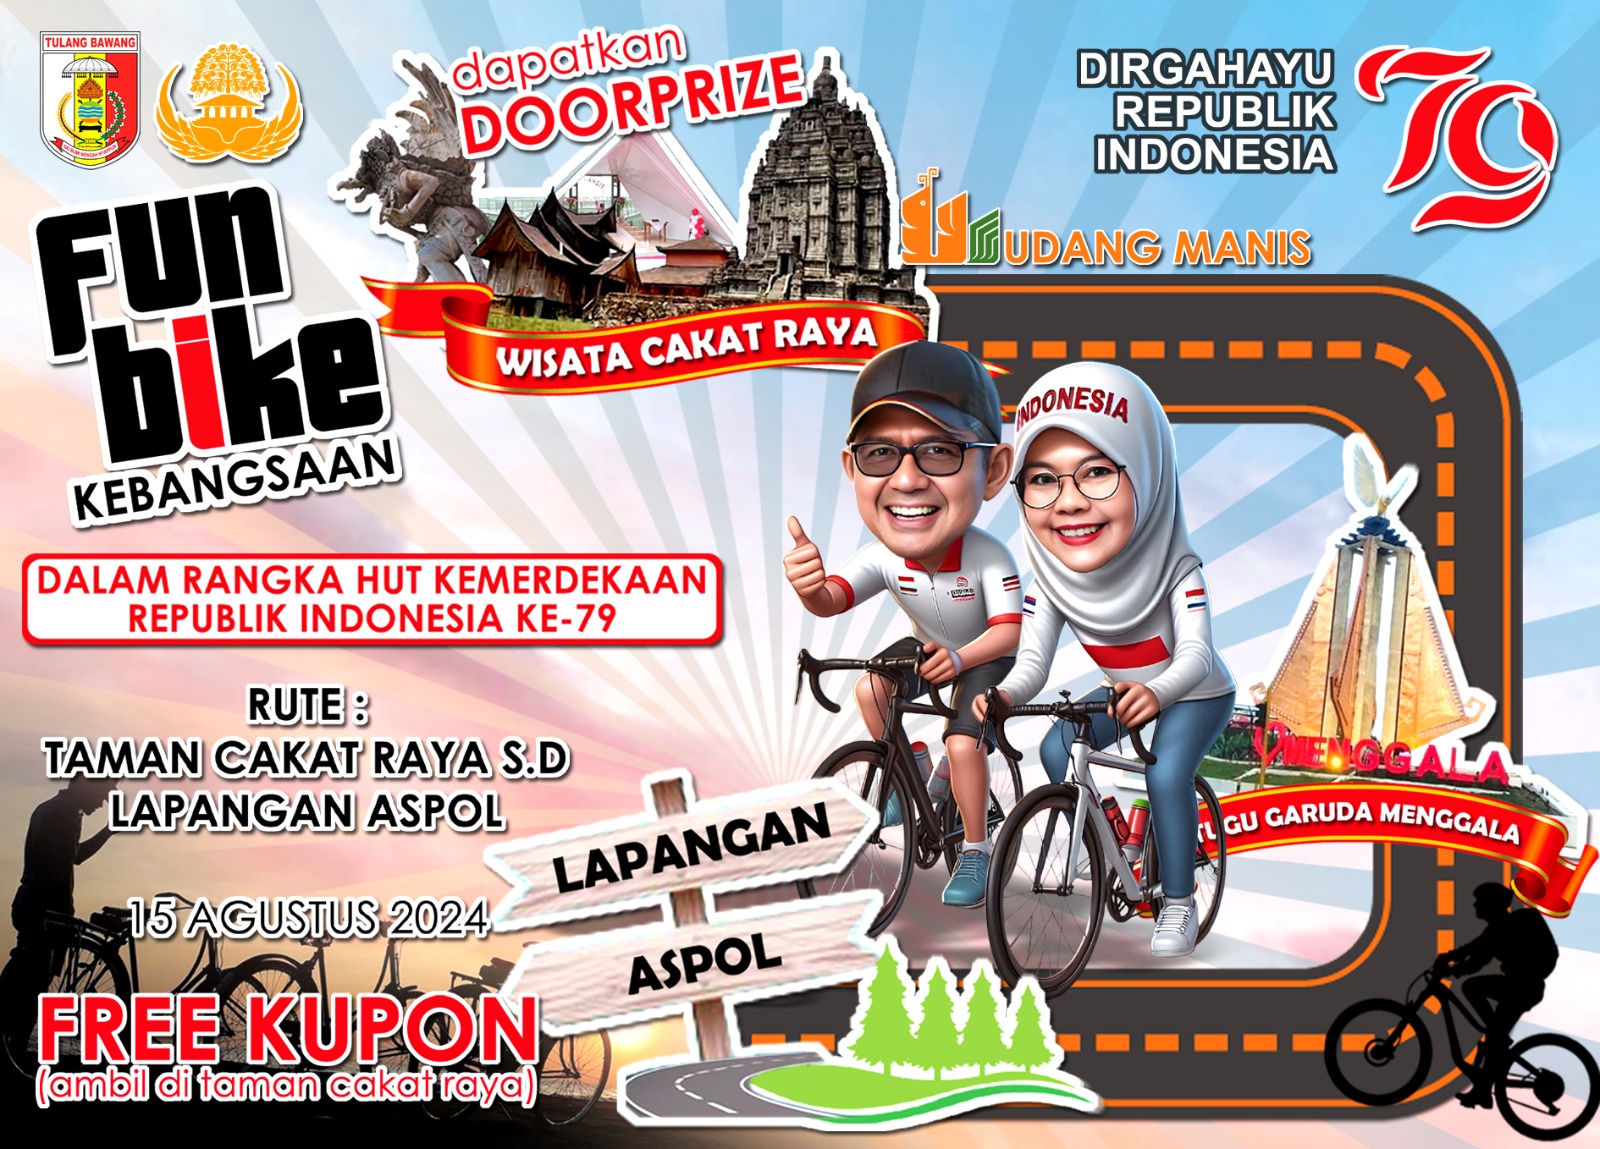 TULANG BAWANG
dapatkan
DOORPRIZE
WISATA CAKAT RAYA
DIRGAHAYU
REPUBLIK
INDONESIA
79
UDANG MANIS
fun
bike
KEBANGSAAN
INDONESIA
DALAM RANGKA HUT KEMERDEKAAN
REPUBLIK INDONESIA KE-79
RUTE :
TAMAN CAKAT RAYA S.D
LAPANGAN ASPOL
15 AGUSTUS 2024
FREE KUPON
(ambil di taman cakat raya)
LAPANGAN
ASPOL
MENGGALA
TUGU GARUDA MENGGALA